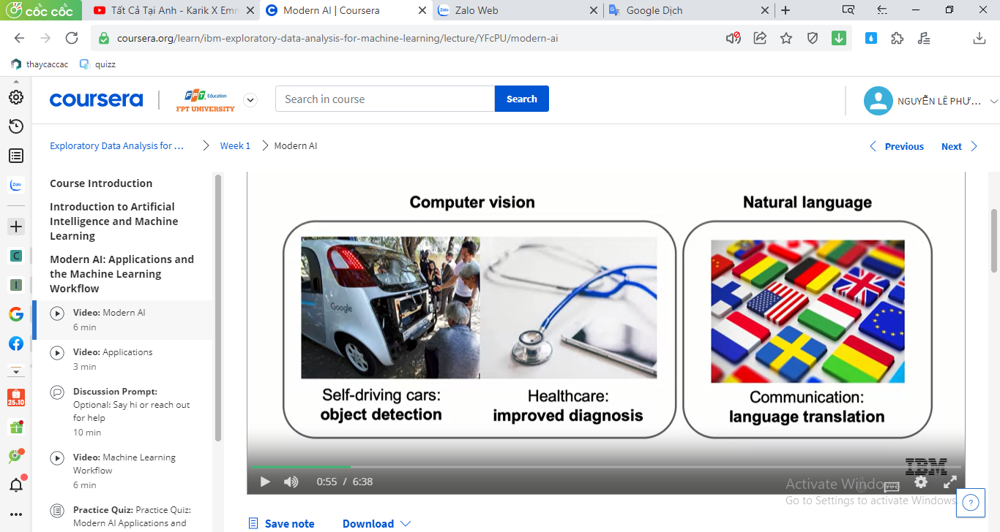 cốc cốc
Tất Cả Tại Anh - Karik X Emm
Modern AI | Coursera
Zalo Web
Google Dịch
coursera.org/learn/ibm-exploratory-data-analysis-for-machine-learning/lecture/YFcPU/modern-ai
thaycaccac
quizz
coursera
FPT Education
FPT UNIVERSITY
Search in course
Search
NGUYỄN LÊ PHƯ...
Exploratory Data Analysis for ...
Week 1
Modern AI
Previous
Next
Zalo
C
I
25.10
Course Introduction
Introduction to Artificial
Intelligence and Machine
Learning
Modern AI: Applications and
the Machine Learning
Workflow
Video: Modern AI
6 min
Video: Applications
3 min
Discussion Prompt:
Optional: Say hi or reach out
for help
10 min
Video: Machine Learning
Workflow
6 min
Practice Quiz: Practice Quiz:
Modern AI Applications and
Computer vision
Natural language
Google
Self-driving cars:
object detection
Healthcare:
improved diagnosis
Communication:
language translation
IBM
0:55 / 6:38
Activate Windows
Go to Settings to activate Windows.
Save note
Download